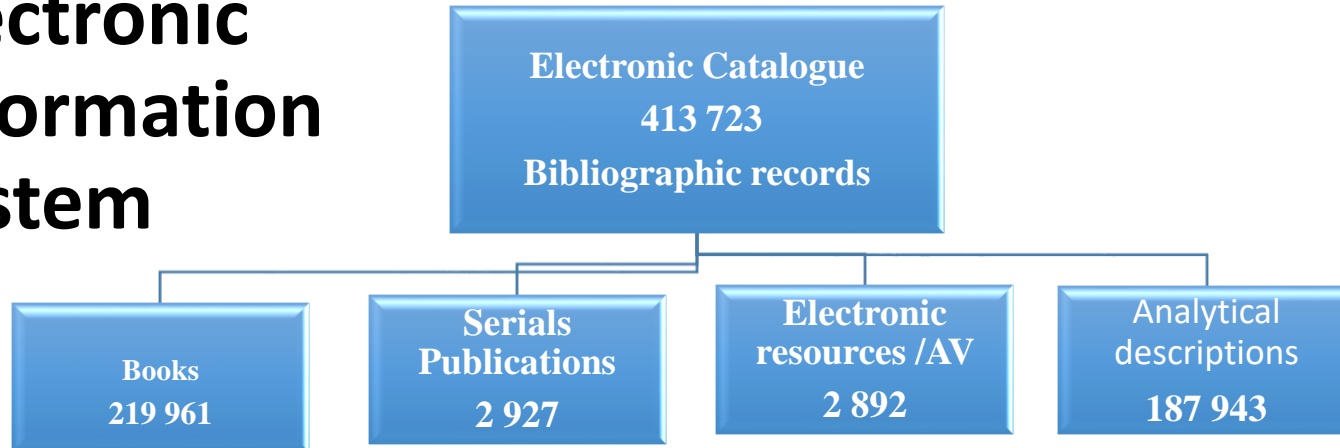 ectronic
ormation
stem
Electronic Catalogue
413 723
Bibliographic records
Books
219 961
Serials
Publications
2 927
Electronic
resources /AV
2 892
Analytical
descriptions
187 943